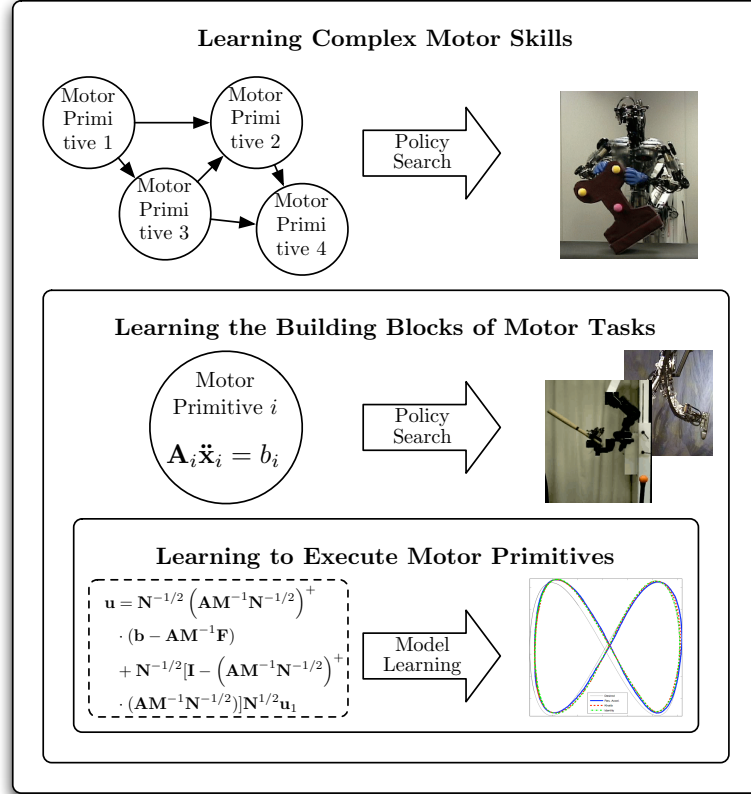 Learning Complex Motor Skills
Motor
Primi
tive 1
Motor
Primi
tive 2
Motor
Primi
tive 3
Motor
Primi
tive 4
Policy
Search
Learning the Building Blocks of Motor Tasks
Motor
Primitive i
A_i ẍ_i = b_i
Policy
Search
Learning to Execute Motor Primitives
u = N^{-1/2} (AM^{-1}N^{-1/2})^+
· (b − AM^{-1}F)
+ N^{-1/2}[I − (AM^{-1}N^{-1/2})^+
· (AM^{-1}N^{-1/2})]N^{1/2}u_1
Model
Learning